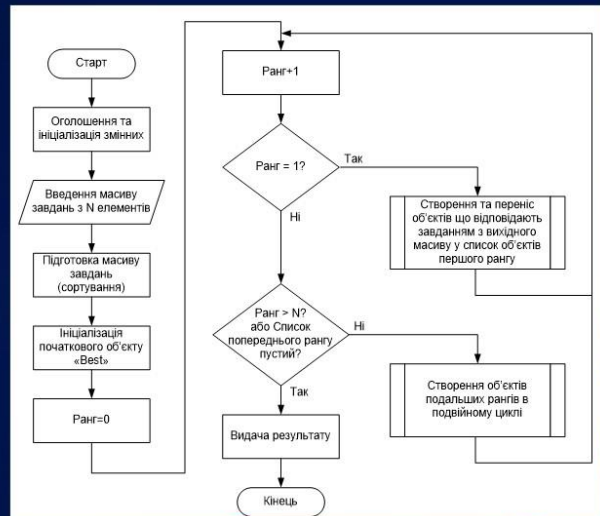 Старт
Оголошення та
ініціалізація змінних
Введення масиву
завдань з N елементів
Підготовка масиву
завдань
(сортування)
Ініціалізація
початкового об'єкту
«Best»
Ранг=0
Ранг+1
Ранг = 1?
Так
Ні
Створення та переніс
об'єктів що відповідають
завданням з вихідного
масиву у список об'єктів
першого рангу
Ранг > N?
або Список
попереднього рангу
пустий?
Ні
Так
Створення об'єктів
подальших рангів в
подвійному циклі
Видача результату
Кінець